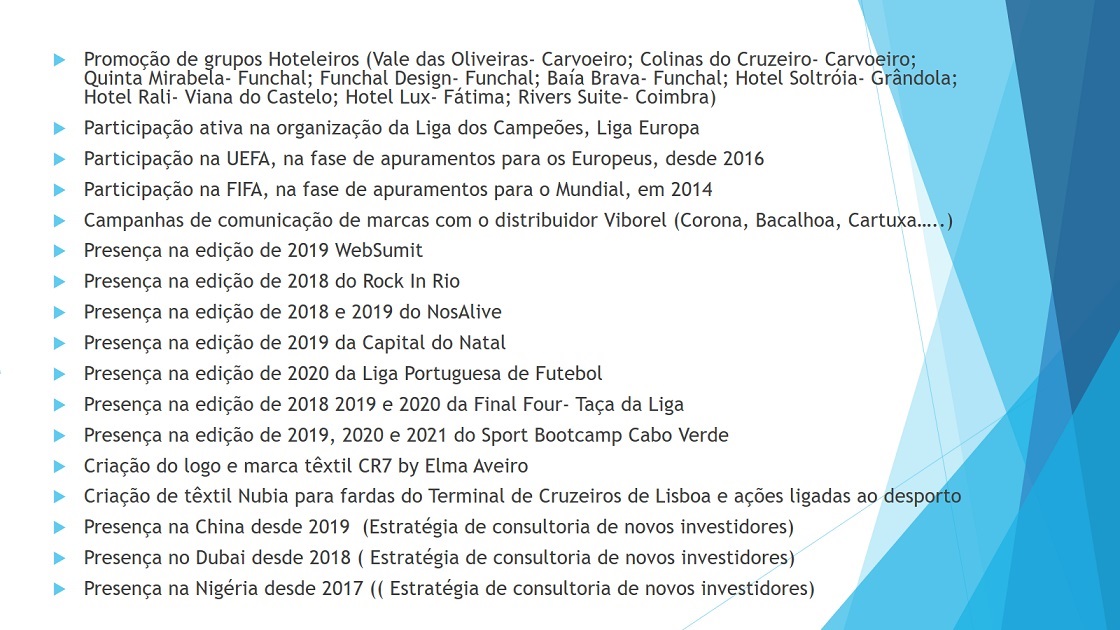 Promoção de grupos Hoteleiros (Vale das Oliveiras- Carvoeiro; Colinas do Cruzeiro- Carvoeiro;
Quinta Mirabela- Funchal; Funchal Design- Funchal; Baía Brava- Funchal; Hotel Soltróia- Grândola;
Hotel Rali- Viana do Castelo; Hotel Lux- Fátima; Rivers Suite- Coimbra)
Participação ativa na organização da Liga dos Campeões, Liga Europa
Participação na UEFA, na fase de apuramentos para os Europeus, desde 2016
Participação na FIFA, na fase de apuramentos para o Mundial, em 2014
Campanhas de comunicação de marcas com o distribuidor Viborel (Corona, Bacalhoa, Cartuxa…..)
Presença na edição de 2019 WebSumit
Presença na edição de 2018 do Rock In Rio
Presença na edição de 2018 e 2019 do NosAlive
Presença na edição de 2019 da Capital do Natal
Presença na edição de 2020 da Liga Portuguesa de Futebol
Presença na edição de 2018 2019 e 2020 da Final Four- Taça da Liga
Presença na edição de 2019, 2020 e 2021 do Sport Bootcamp Cabo Verde
Criação do logo e marca têxtil CR7 by Elma Aveiro
Criação de têxtil Nubia para fardas do Terminal de Cruzeiros de Lisboa e ações ligadas ao desporto
Presença na China desde 2019  (Estratégia de consultoria de novos investidores)
Presença no Dubai desde 2018 ( Estratégia de consultoria de novos investidores)
Presença na Nigéria desde 2017 (( Estratégia de consultoria de novos investidores)